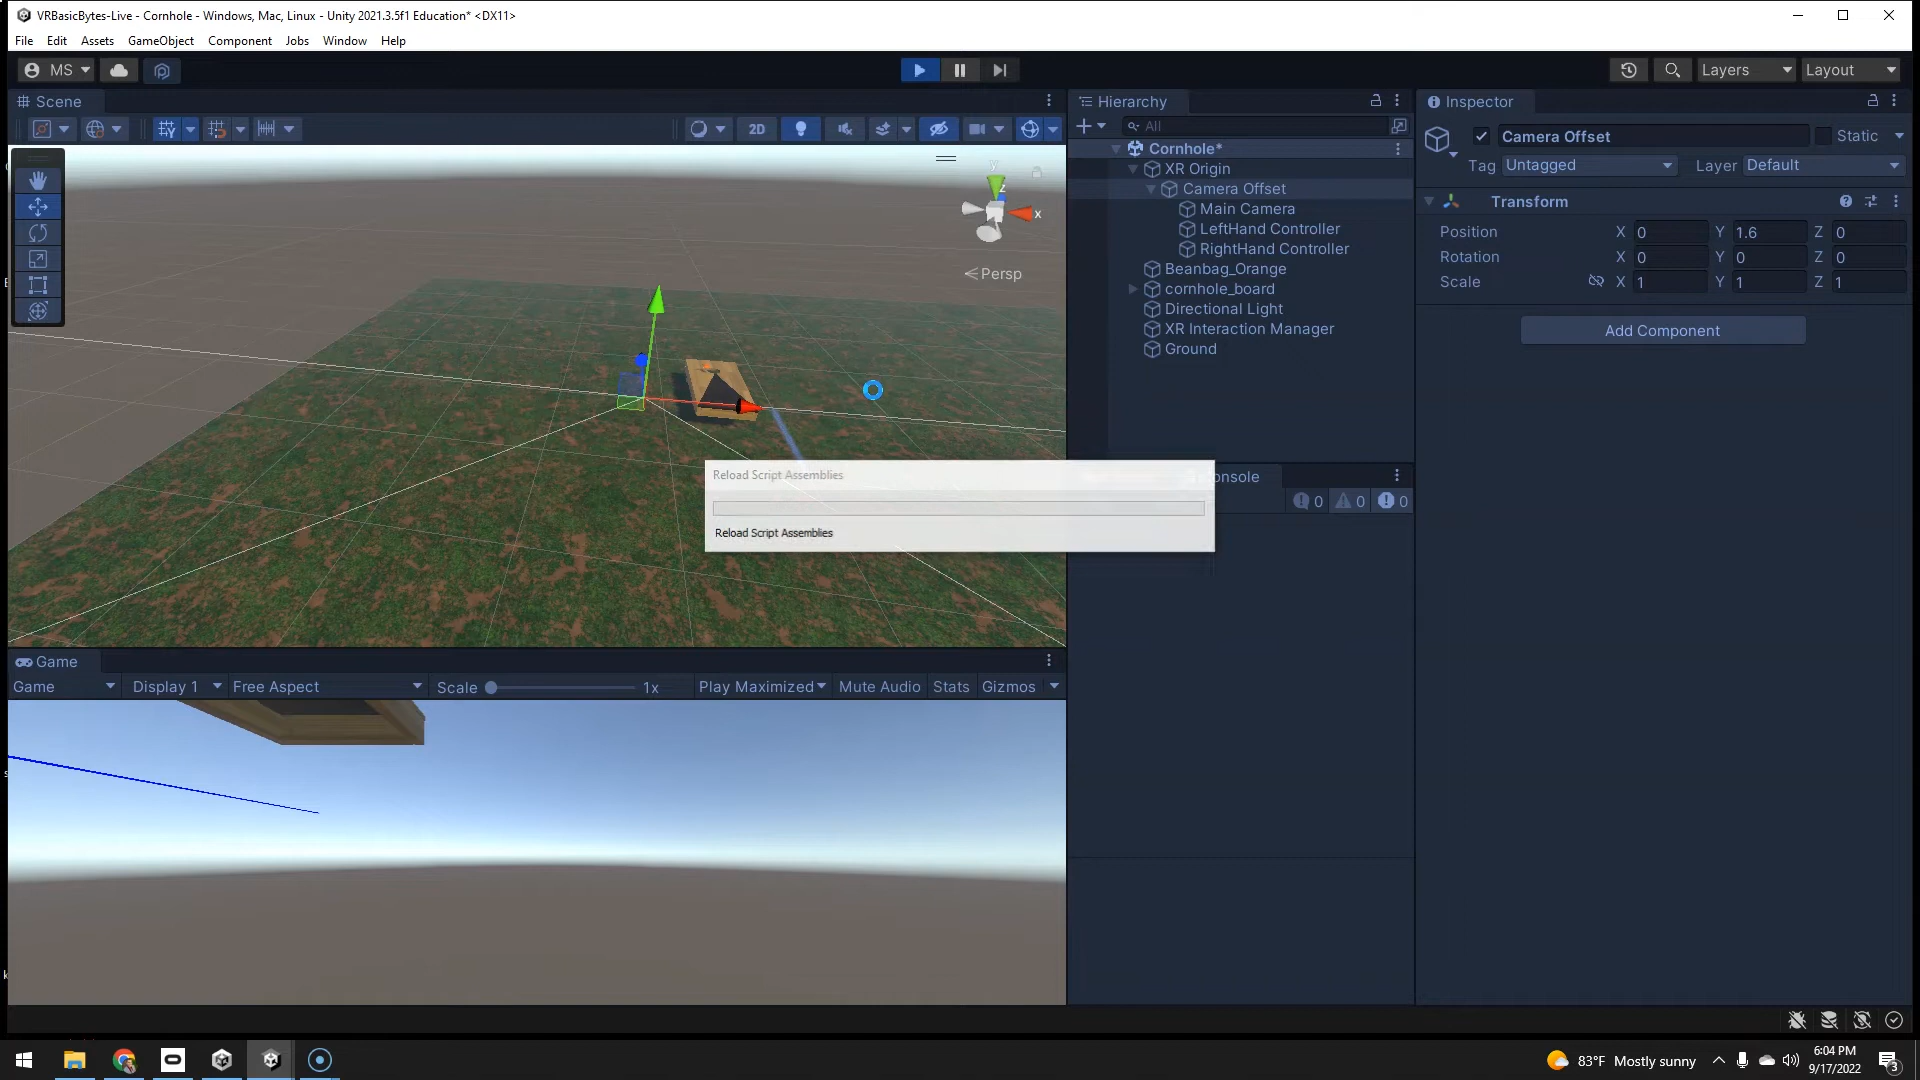 VRBasicBytes-Live - Cornhole - Windows, Mac, Linux - Unity 2021.3.5f1 Education* <DX11>
File Edit Assets GameObject Component Jobs Window Help
MS Layers Layout
Scene
2D
Persp
x
z
Hierarchy
All
Cornhole*
XR Origin
Camera Offset
Main Camera
LeftHand Controller
RightHand Controller
Beanbag_Orange
cornhole_board
Directional Light
XR Interaction Manager
Ground
Inspector
Camera Offset Static
Tag Untagged Layer Default
Transform
Position X 0 Y 1.6 Z 0
Rotation X 0 Y 0 Z 0
Scale X 1 Y 1 Z 1
Add Component
Reload Script Assemblies
Reload Script Assemblies
onsole
0 0 0
Game
Game Display 1 Free Aspect Scale 1x Play Maximized Mute Audio Stats Gizmos
83°F Mostly sunny
6:04 PM
9/17/2022
3